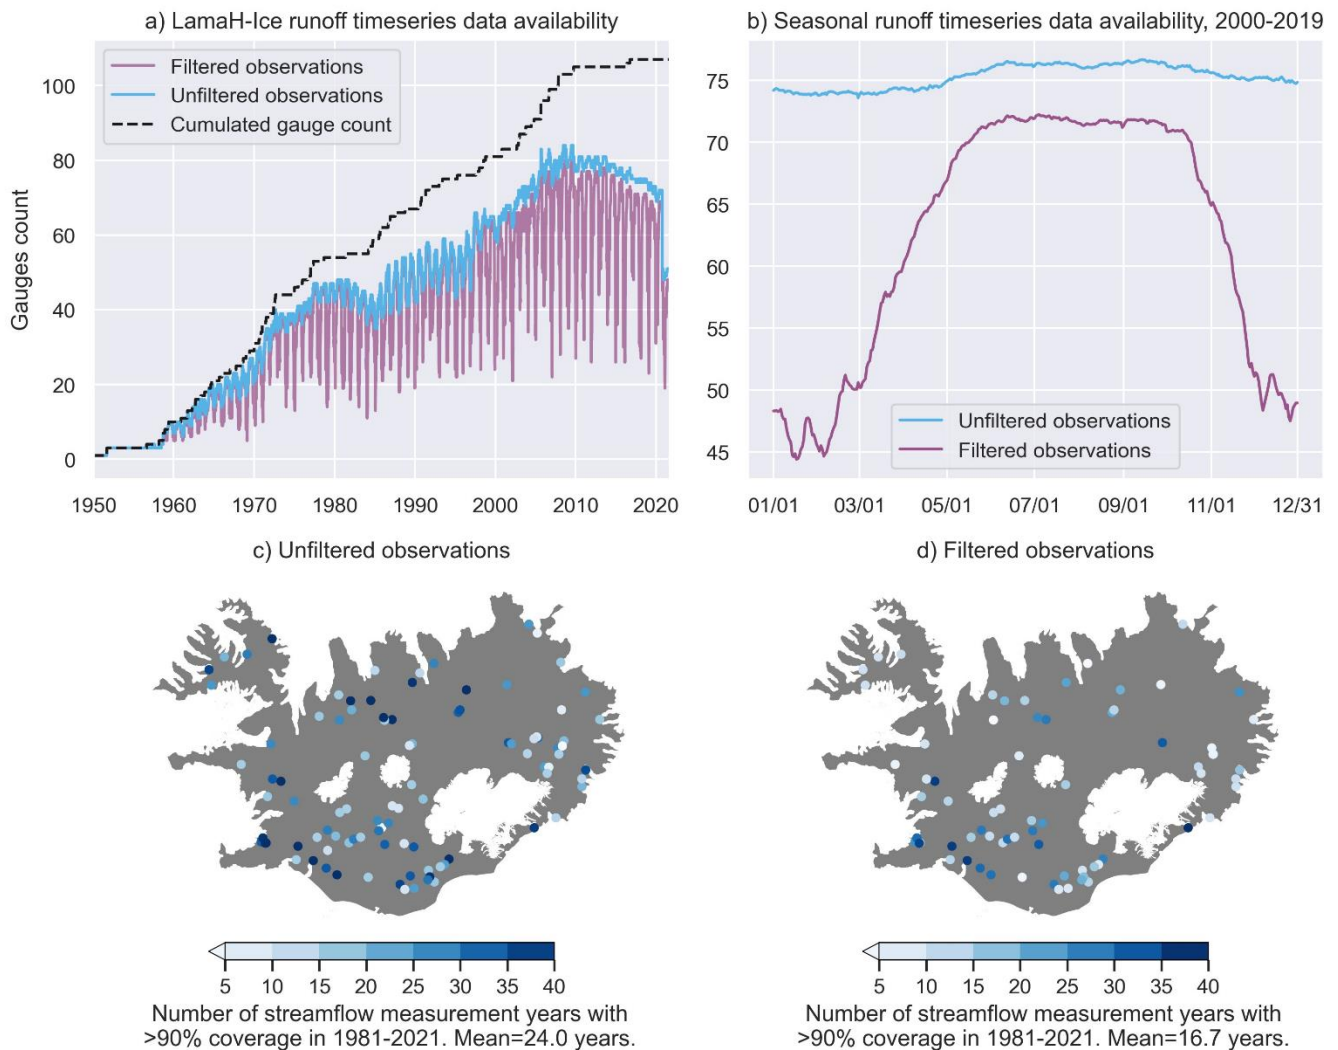 a) LamaH-Ice runoff timeseries data availability
Filtered observations
Unfiltered observations
Cumulated gauge count
Gauges count
100
80
60
40
20
0
1950 1960 1970 1980 1990 2000 2010 2020
b) Seasonal runoff timeseries data availability, 2000-2019
75
70
65
60
55
50
45
Unfiltered observations
Filtered observations
01/01 03/01 05/01 07/01 09/01 11/01 12/31
c) Unfiltered observations
5 10 15 20 25 30 35 40
Number of streamflow measurement years with
>90% coverage in 1981-2021. Mean=24.0 years.
d) Filtered observations
5 10 15 20 25 30 35 40
Number of streamflow measurement years with
>90% coverage in 1981-2021. Mean=16.7 years.